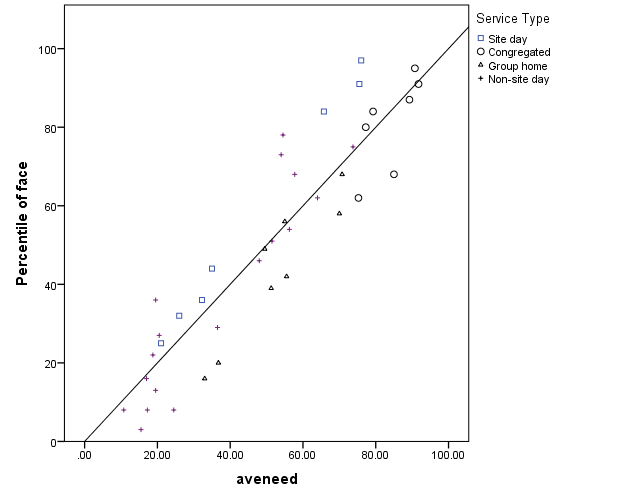 Service Type
Site day
Congregated
Group home
Non-site day
Percentile of face
100
80
60
40
20
0
.00 20.00 40.00 60.00 80.00 100.00
aveneed